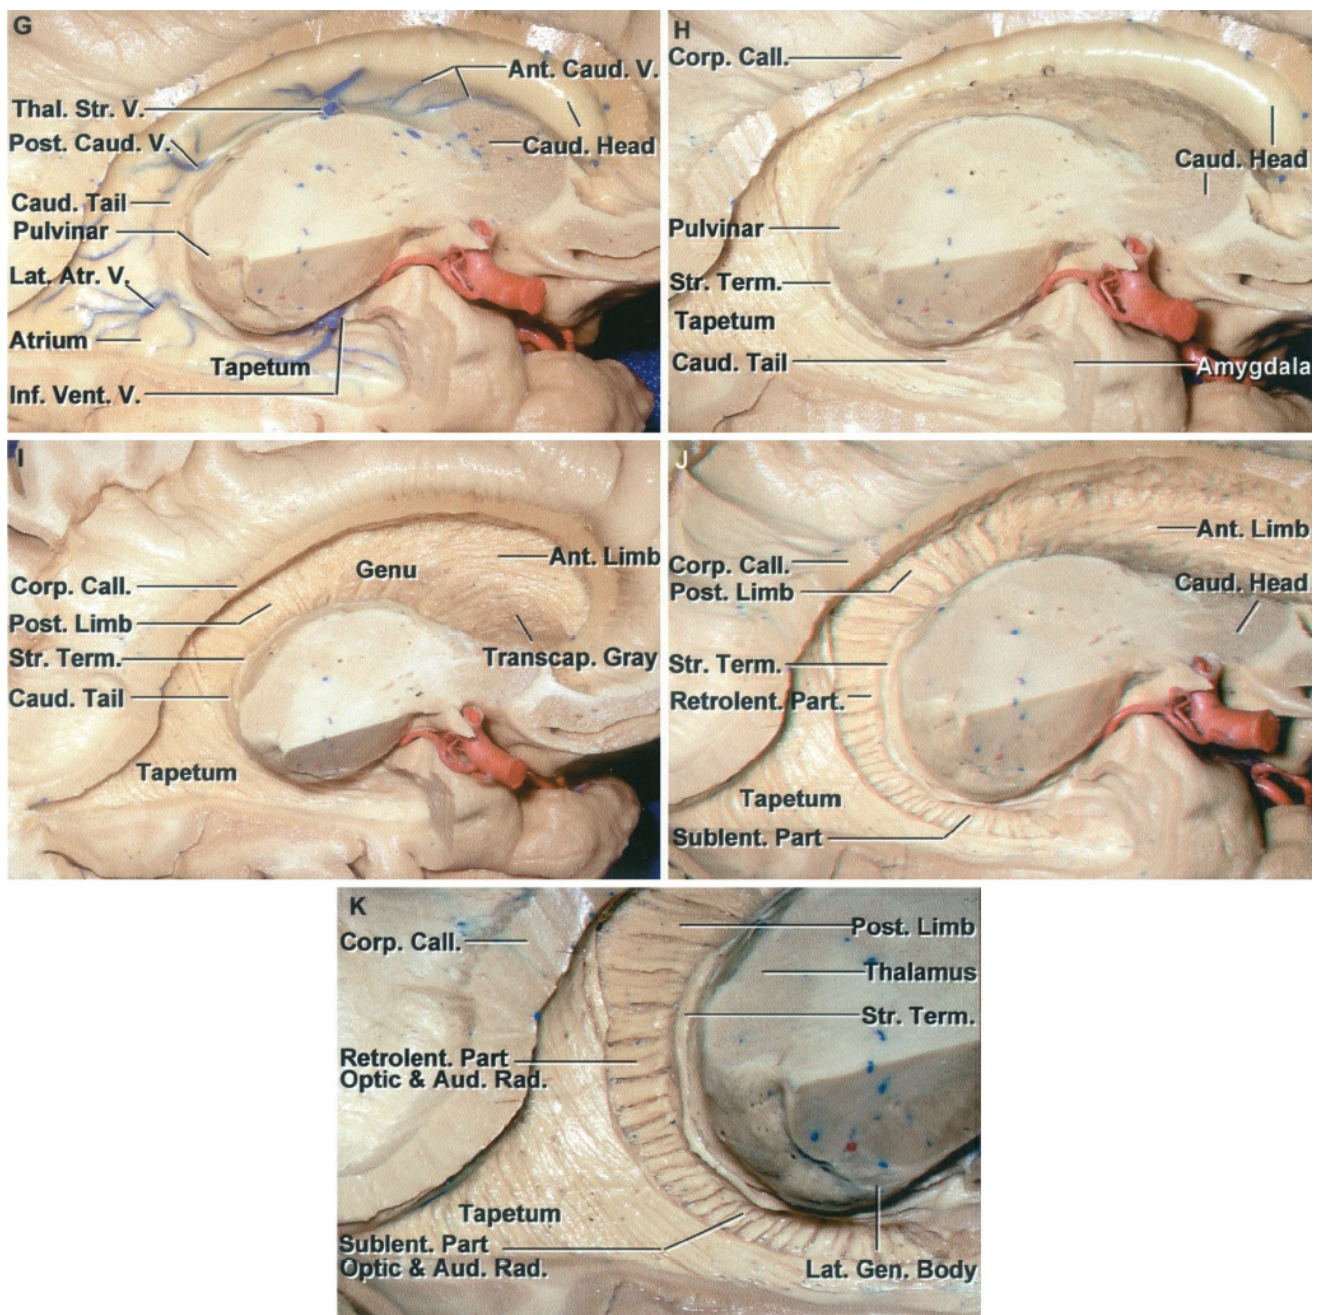 G
Ant. Caud. V.
Thal. Str. V.
Post. Caud. V.
Caud. Head
Caud. Tail
Pulvinar
Lat. Atr. V.
Atrium
Tapetum
Inf. Vent. V.
H
Corp. Call.
Caud. Head
Pulvinar
Str. Term.
Tapetum
Caud. Tail
Amygdala
I
Ant. Limb
Genu
Corp. Call.
Post. Limb
Str. Term.
Transcap. Gray
Caud. Tail
Tapetum
J
Ant. Limb
Corp. Call.
Post. Limb
Caud. Head
Str. Term.
Retrolent. Part.
Tapetum
Sublent. Part
K
Corp. Call.
Post. Limb
Thalamus
Str. Term.
Retrolent. Part
Optic & Aud. Rad.
Tapetum
Sublent. Part
Optic & Aud. Rad.
Lat. Gen. Body